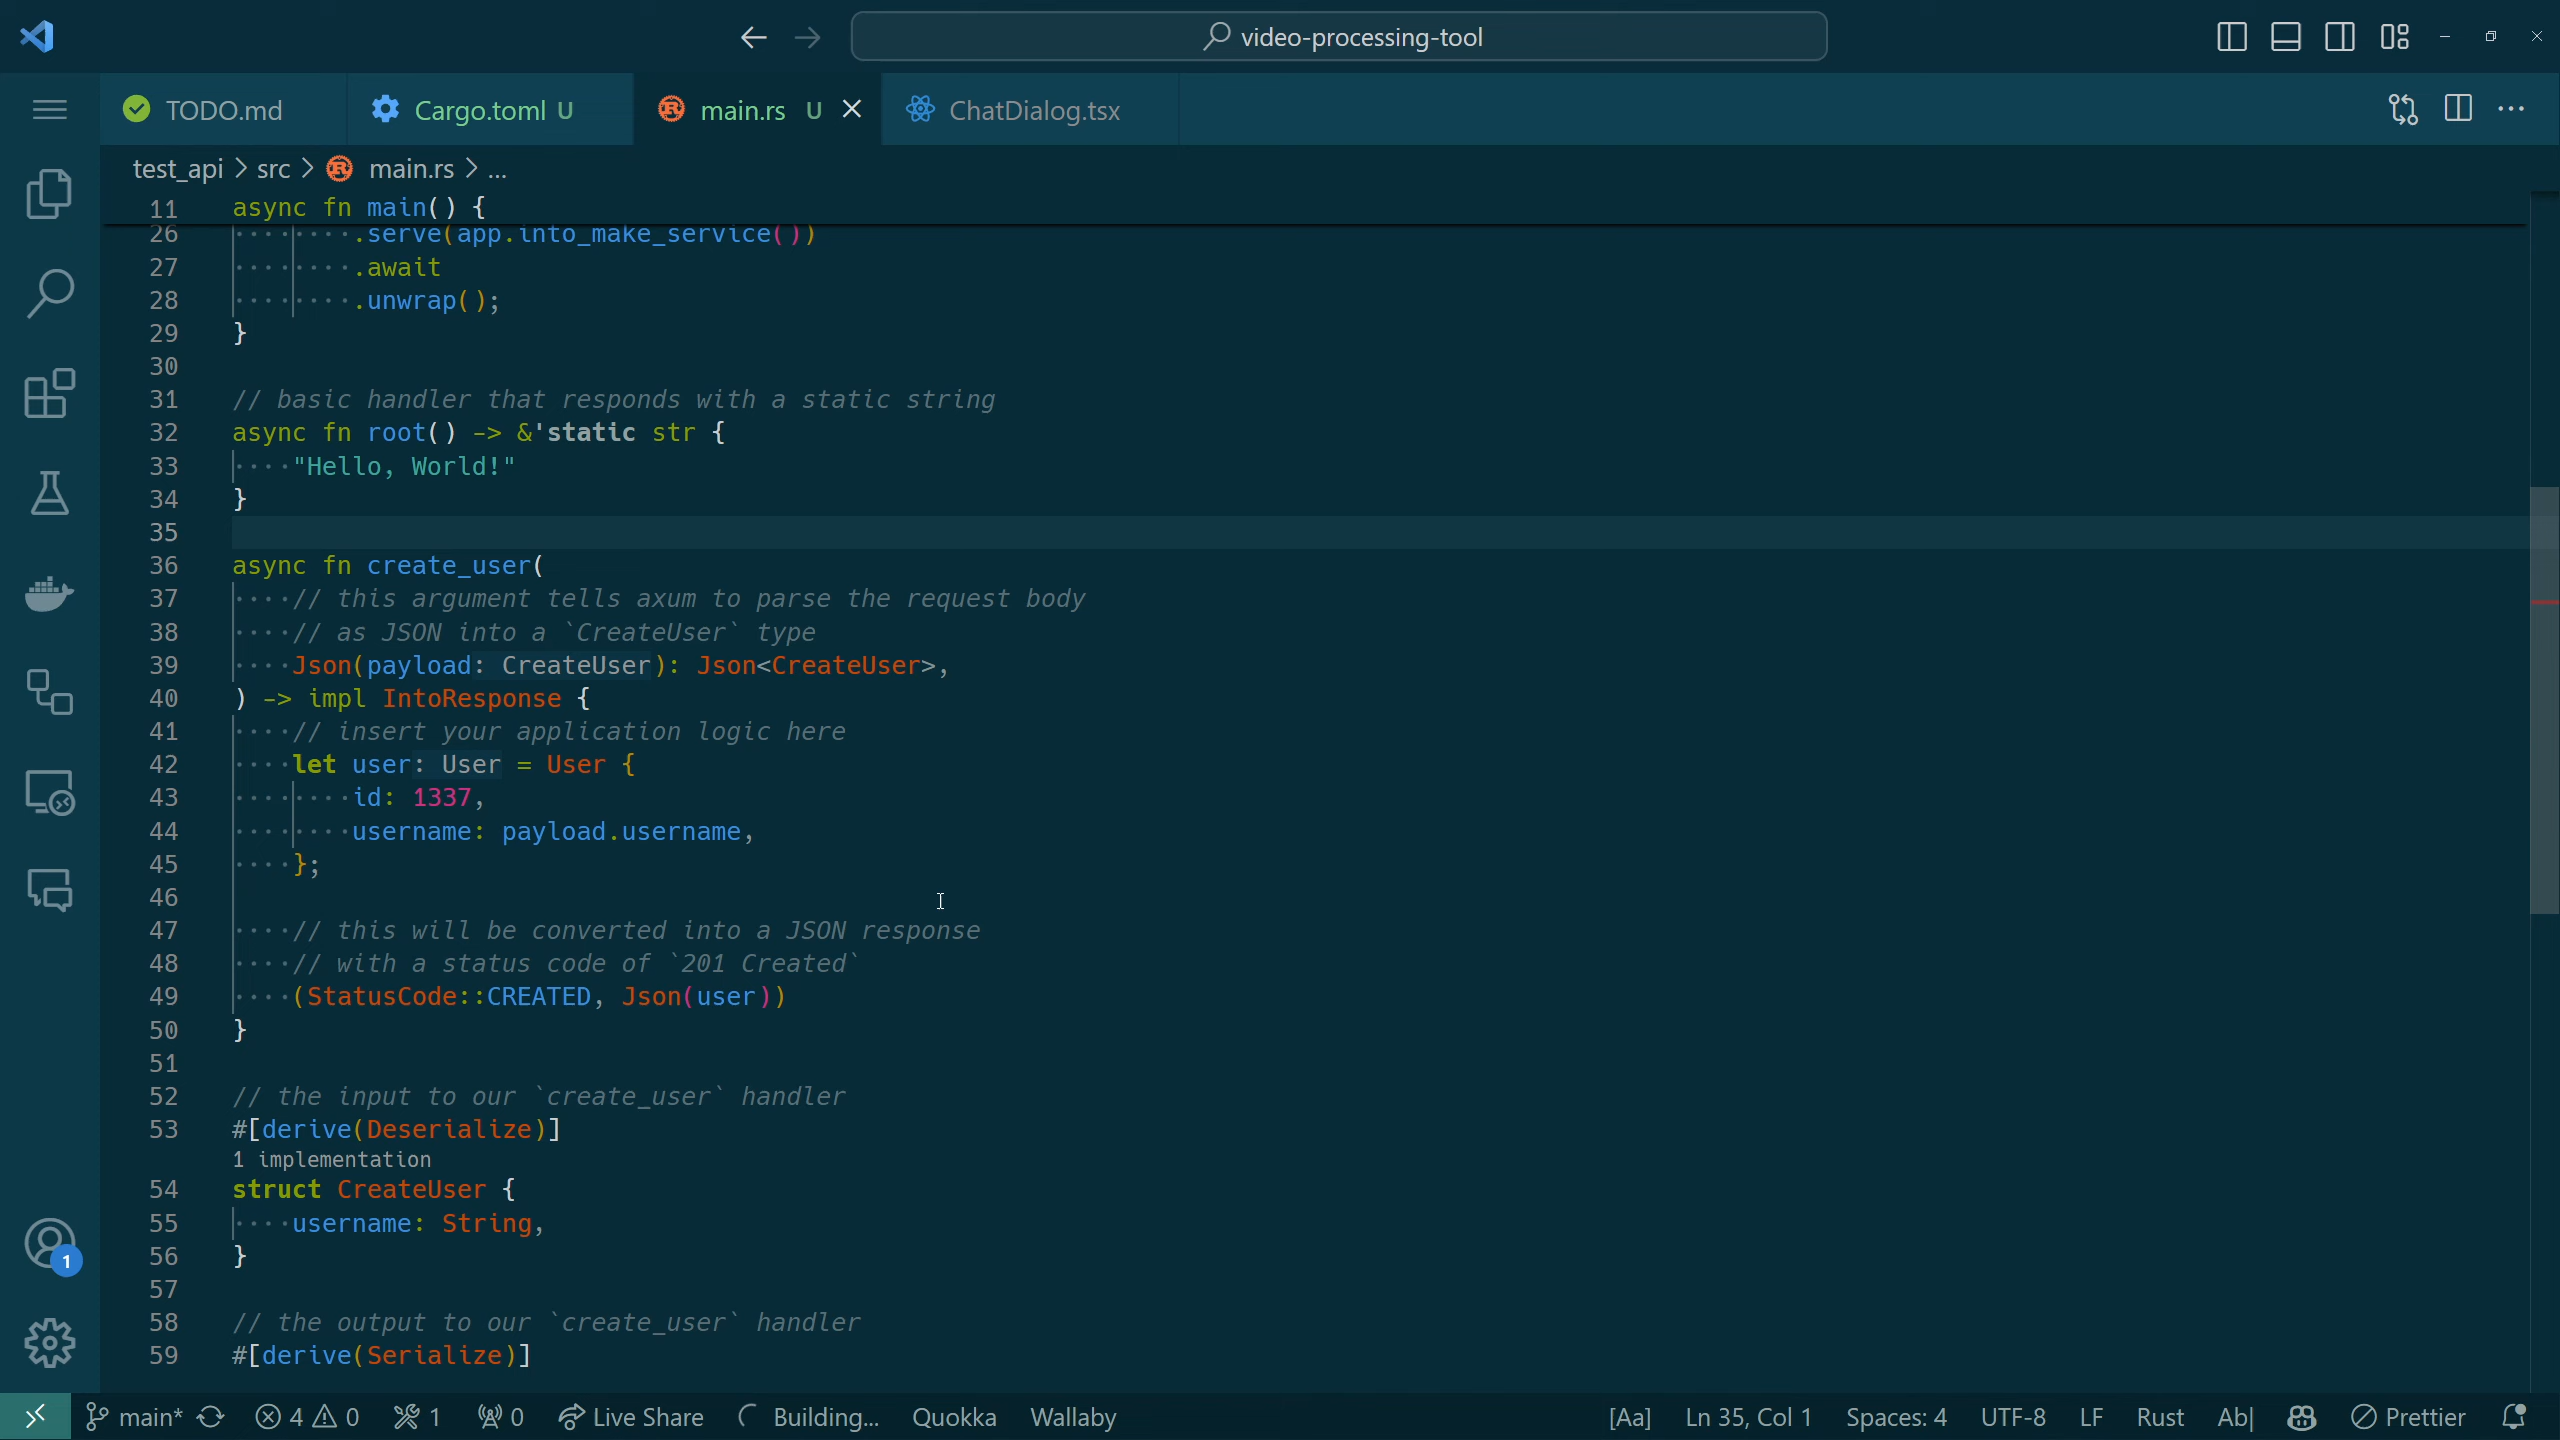 video-processing-tool
TODO.md
Cargo.toml U
main.rs U
ChatDialog.tsx
test_api > src > main.rs > ...
11 async fn main() {
26 .serve(app.into_make_service())
27 .await
28 .unwrap();
29 }
30
31 // basic handler that responds with a static string
32 async fn root() -> &'static str {
33 "Hello, World!"
34 }
35
36 async fn create_user(
37 // this argument tells axum to parse the request body
38 // as JSON into a `CreateUser` type
39 Json(payload: CreateUser): Json<CreateUser>,
40 ) -> impl IntoResponse {
41 // insert your application logic here
42 let user: User = User {
43 id: 1337,
44 username: payload.username,
45 };
46
47 // this will be converted into a JSON response
48 // with a status code of `201 Created`
49 (StatusCode::CREATED, Json(user))
50 }
51
52 // the input to our `create_user` handler
53 #[derive(Deserialize)]
1 implementation
54 struct CreateUser {
55 username: String,
56 }
57
58 // the output to our `create_user` handler
59 #[derive(Serialize)]
1
main* 4 0 1 0 Live Share Building... Quokka Wallaby [Aa] Ln 35, Col 1 Spaces: 4 UTF-8 LF Rust Ab| Prettier